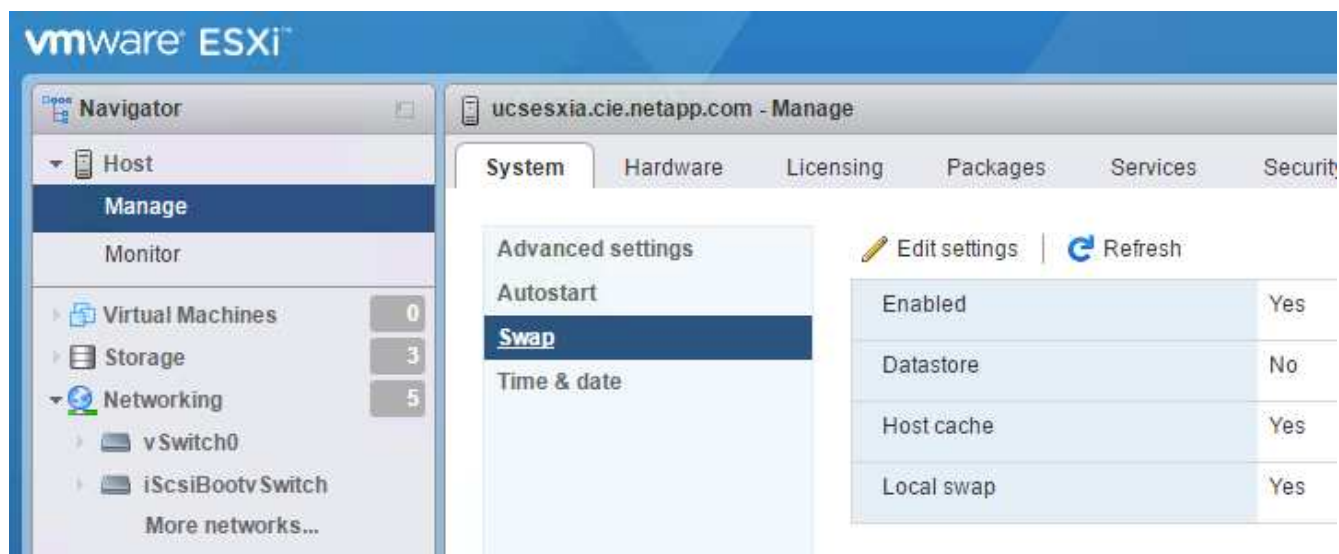 vmware ESXi™
Navigator
Host
Manage
Monitor
Virtual Machines 0
Storage 3
Networking 5
vSwitch0
iScsiBootvSwitch
More networks...
ucsesxia.cie.netapp.com - Manage
System Hardware Licensing Packages Services Security
Advanced settings
Autostart
Swap
Time & date
Edit settings | Refresh
Enabled Yes
Datastore No
Host cache Yes
Local swap Yes